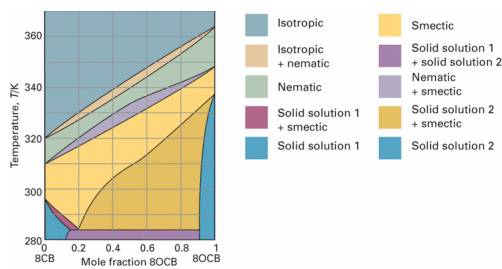 360
340
320
300
280
Temperature, T/K
0
0.2
0.4
0.6
0.8
1
8CB
8OCB
Mole fraction 8OCB
Isotropic
Isotropic
+ nematic
Nematic
Solid solution 1
+ smectic
Solid solution 1
Smectic
Solid solution 1
+ solid solution 2
Nematic
+ smectic
Solid solution 2
+ smectic
Solid solution 2